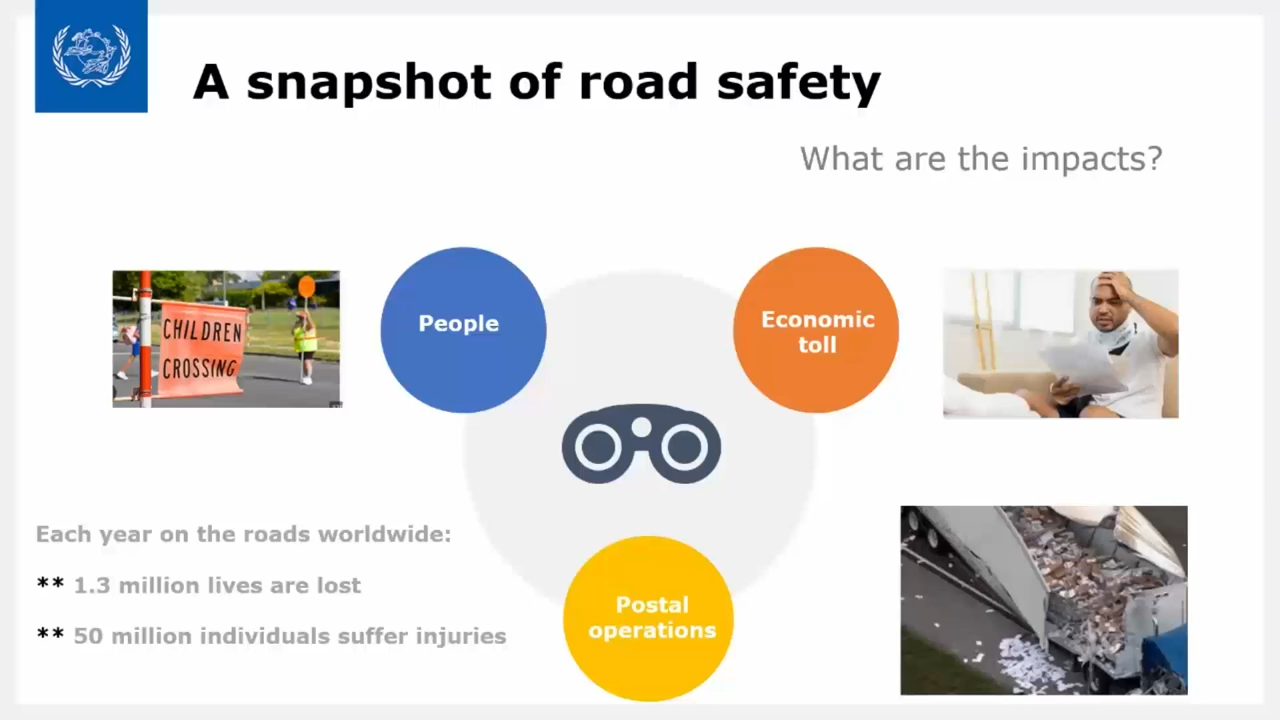 A snapshot of road safety
What are the impacts?
CHILDREN
CROSSING
People
Economic
toll
Each year on the roads worldwide:
** 1.3 million lives are lost
** 50 million individuals suffer injuries
Postal
operations